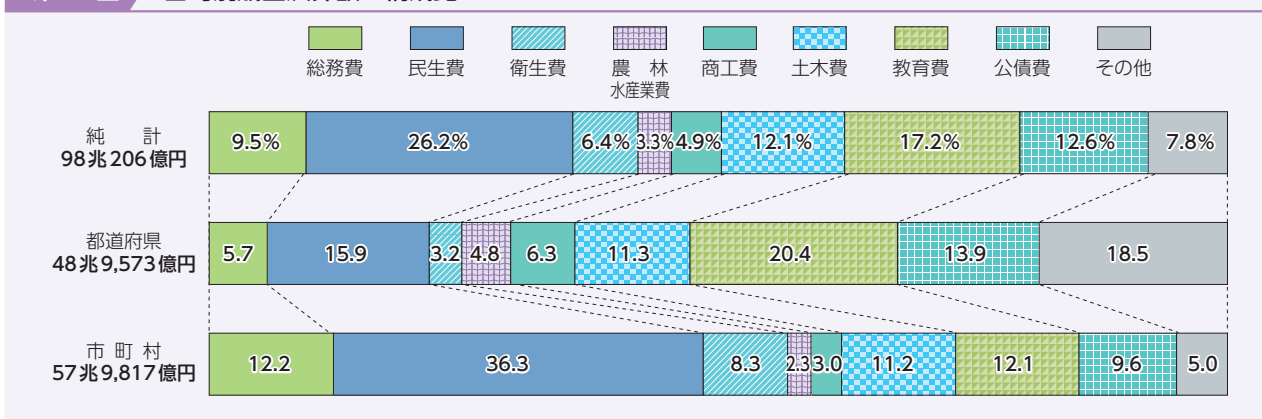 総務費 民生費 衛生費 農林 商工費 土木費 教育費 公債費 その他
水産業費
純計
98兆206億円
9.5% 26.2% 6.4% 3.3% 4.9% 12.1% 17.2% 12.6% 7.8%
都道府県
48兆9,573億円
5.7 15.9 3.2 4.8 6.3 11.3 20.4 13.9 18.5
市町村
57兆9,817億円
12.2 36.3 8.3 2.3 3.0 11.2 12.1 9.6 5.0